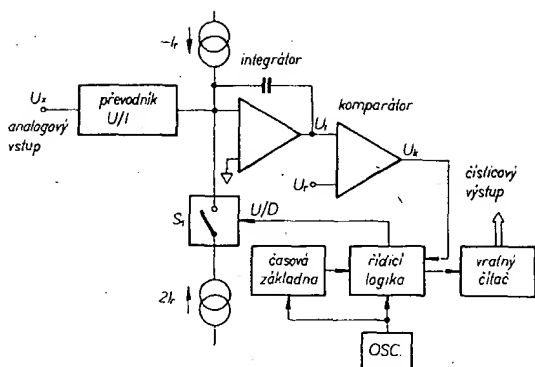 −Ir
integrátor
Ux
analogový
vstup
převodník
U/I
komparátor
U1
Uk
Ur
číslicový
výstup
S1
U/D
časová
základna
řídicí
logika
vratný
čítač
2Ir
OSC.